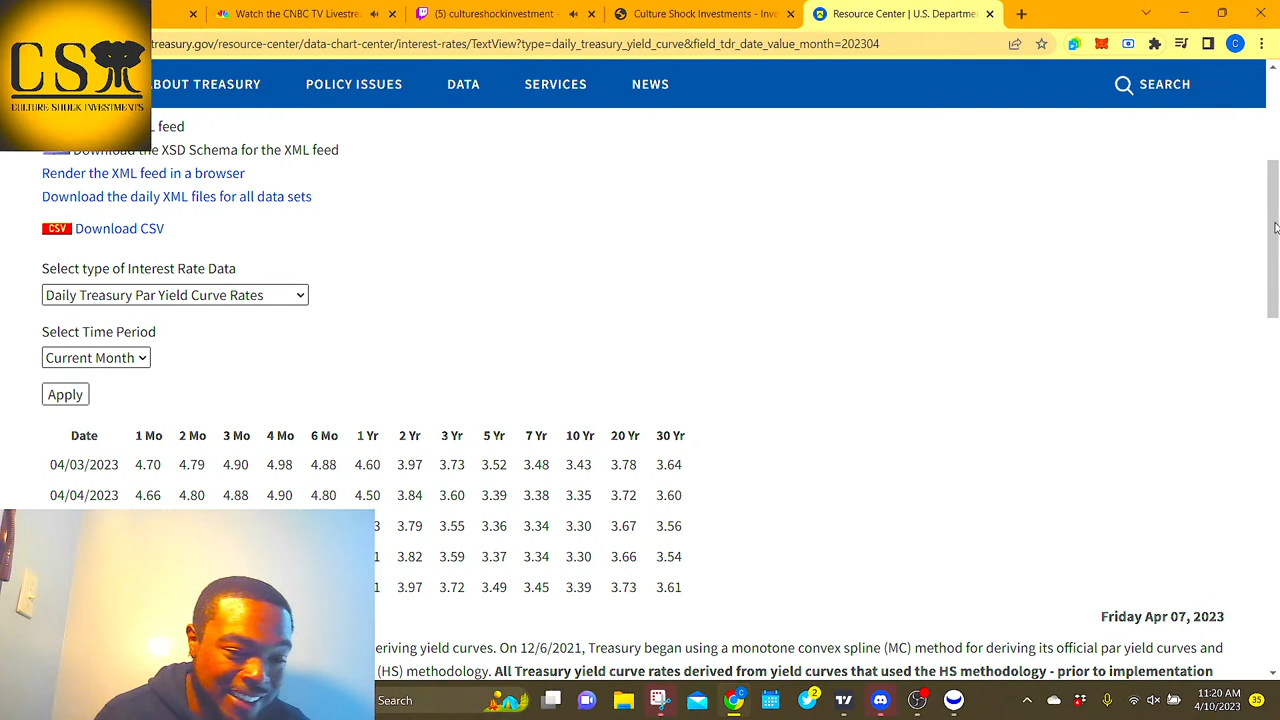 Watch the CNBC TV Livestre
(5) cultureshockinvestment -
Culture Shock Investments - Inv
Resource Center | U.S. Departme
treasury.gov/resource-center/data-chart-center/interest-rates/TextView?type=daily_treasury_yield_curve&field_tdr_date_value_month=202304
CS
CULTURE SHOCK INVESTMENTS
ABOUT TREASURY POLICY ISSUES DATA SERVICES NEWS SEARCH
feed
Download the XSD Schema for the XML feed
Render the XML feed in a browser
Download the daily XML files for all data sets
CSV Download CSV
Select type of Interest Rate Data
Daily Treasury Par Yield Curve Rates
Select Time Period
Current Month
Apply
Date 1 Mo 2 Mo 3 Mo 4 Mo 6 Mo 1 Yr 2 Yr 3 Yr 5 Yr 7 Yr 10 Yr 20 Yr 30 Yr
04/03/2023 4.70 4.79 4.90 4.98 4.88 4.60 3.97 3.73 3.52 3.48 3.43 3.78 3.64
04/04/2023 4.66 4.80 4.88 4.90 4.80 4.50 3.84 3.60 3.39 3.38 3.35 3.72 3.60
3 3.79 3.55 3.36 3.34 3.30 3.67 3.56
1 3.82 3.59 3.37 3.34 3.30 3.66 3.54
1 3.97 3.72 3.49 3.45 3.39 3.73 3.61
Friday Apr 07, 2023
eriving yield curves. On 12/6/2021, Treasury began using a monotone convex spline (MC) method for deriving its official par yield curves and
(HS) methodology. All Treasury yield curve rates derived from yield curves that used the HS methodology - prior to implementation
Search
2
11:20 AM
4/10/2023
35